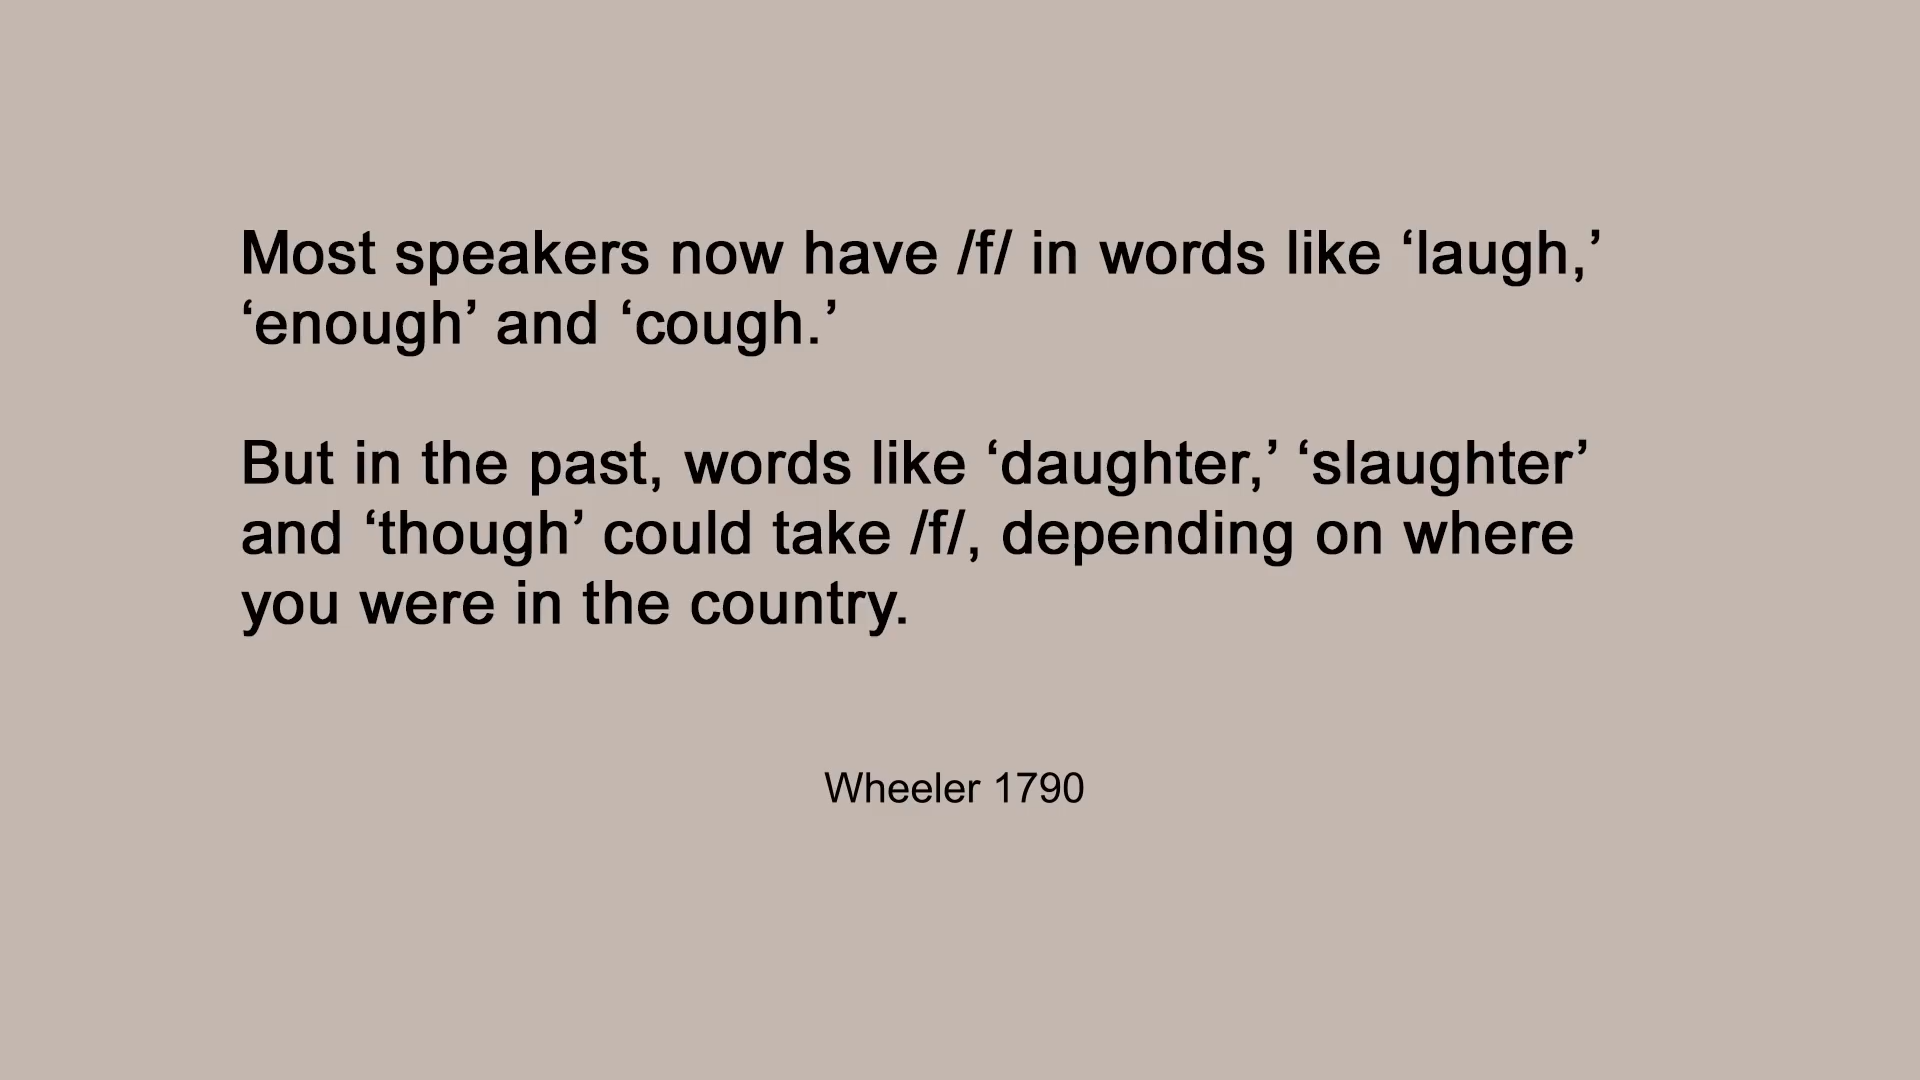 Most speakers now have /f/ in words like ‘laugh,’
‘enough’ and ‘cough.’
But in the past, words like ‘daughter,’ ‘slaughter’
and ‘though’ could take /f/, depending on where
you were in the country.
Wheeler 1790